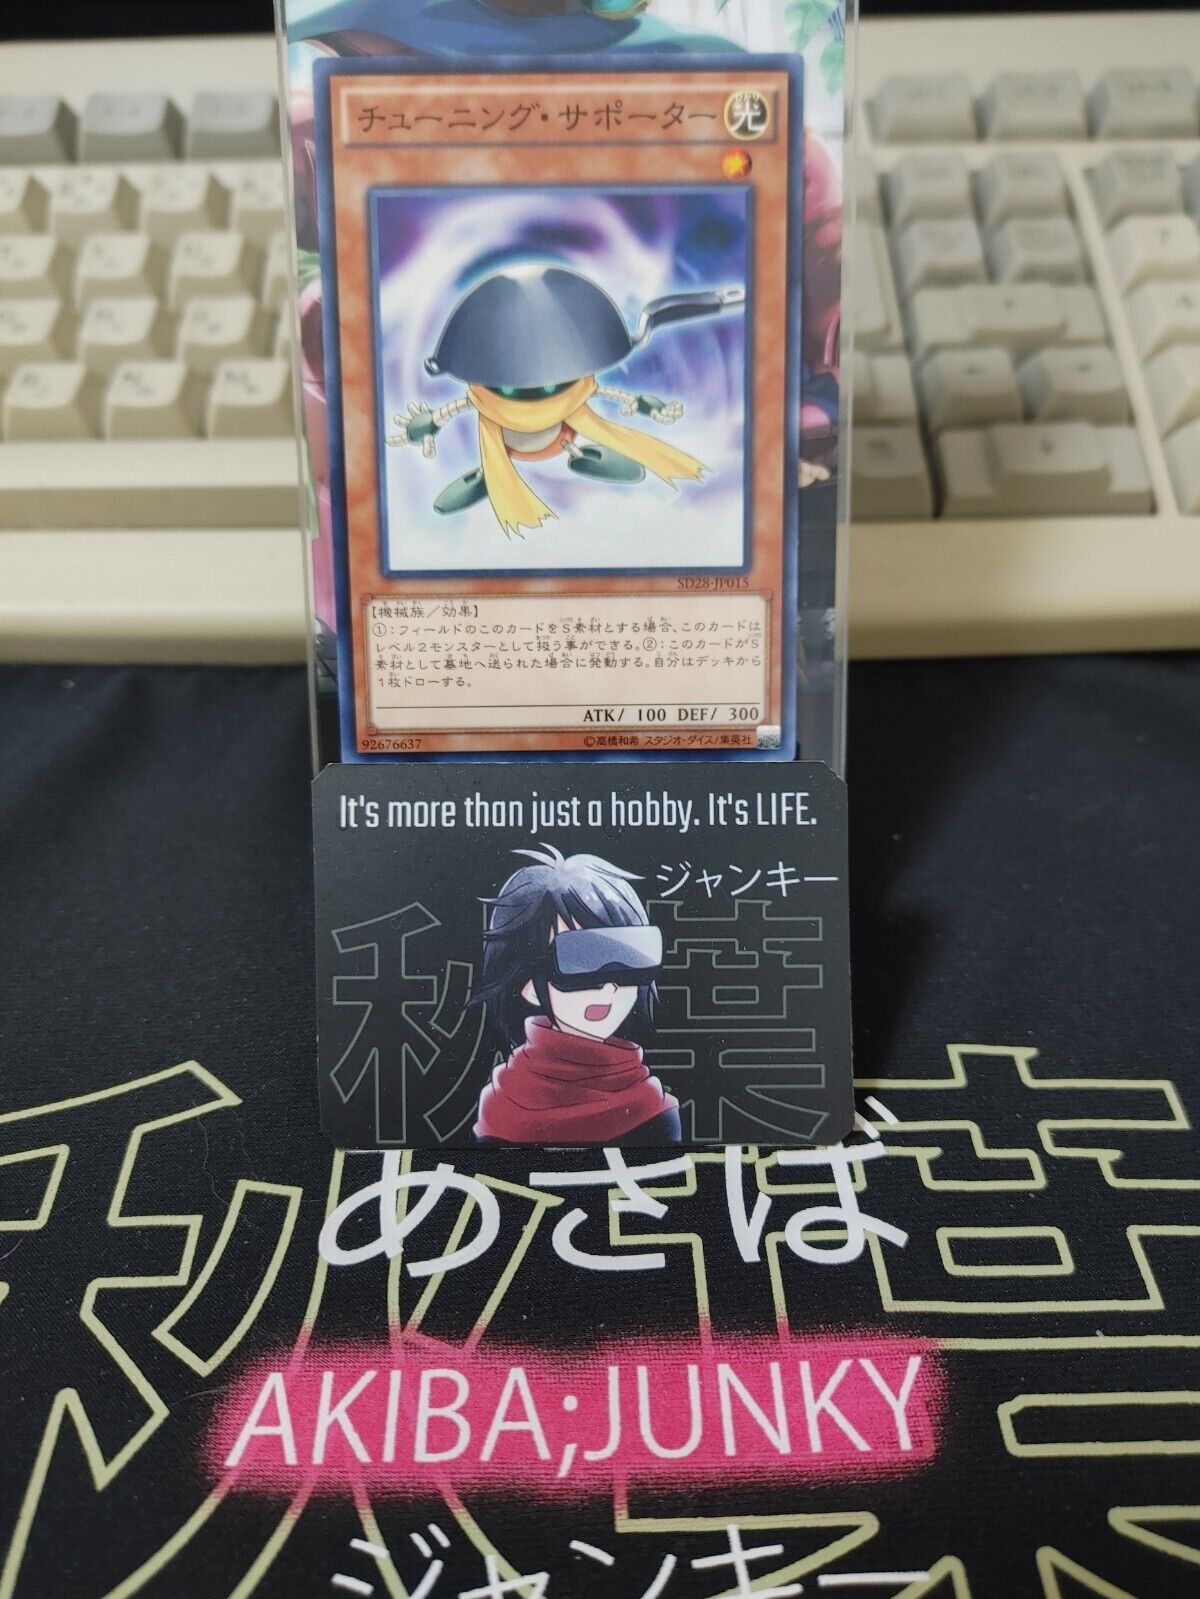 チューニング・サポーター
光
SD28-JP015
【機械族／効果】
①：フィールドのこのカードをS素材とする場合、このカードは
レベル2モンスターとして扱う事ができる。②：このカードがS
素材として墓地へ送られた場合に発動する。自分はデッキから
1枚ドローする。
ATK/ 100 DEF/ 300
92676637
©高橋和希 スタジオ・ダイス/集英社
It's more than just a hobby. It's LIFE.
ジャンキー
秋葉
めさば
秋葉
AKIBA;JUNKY
ジャンキー